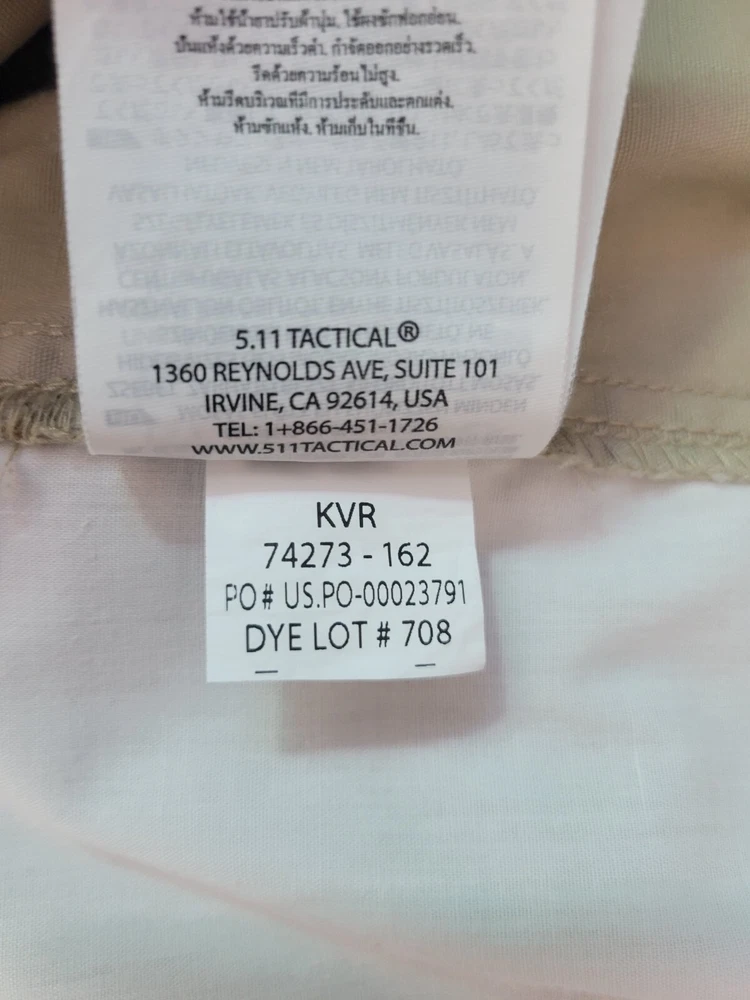 ห้ามใช้น้ำยาปรับผ้านุ่ม, ใช้ผงซักฟอกอ่อน.
ปั่นแห้งด้วยความเร็วต่ำ, กำจัดออกอย่างรวดเร็ว.
รีดด้วยความร้อนไม่สูง.
ห้ามรีดบริเวณที่มีการประดับและตกแต่ง.
ห้ามซักแห้ง. ห้ามเก็บในที่ชื้น.
5.11 TACTICAL®
1360 REYNOLDS AVE, SUITE 101
IRVINE, CA 92614, USA
TEL: 1+866-451-1726
WWW.511TACTICAL.COM
KVR
74273 - 162
PO# US.PO-00023791
DYE LOT # 708